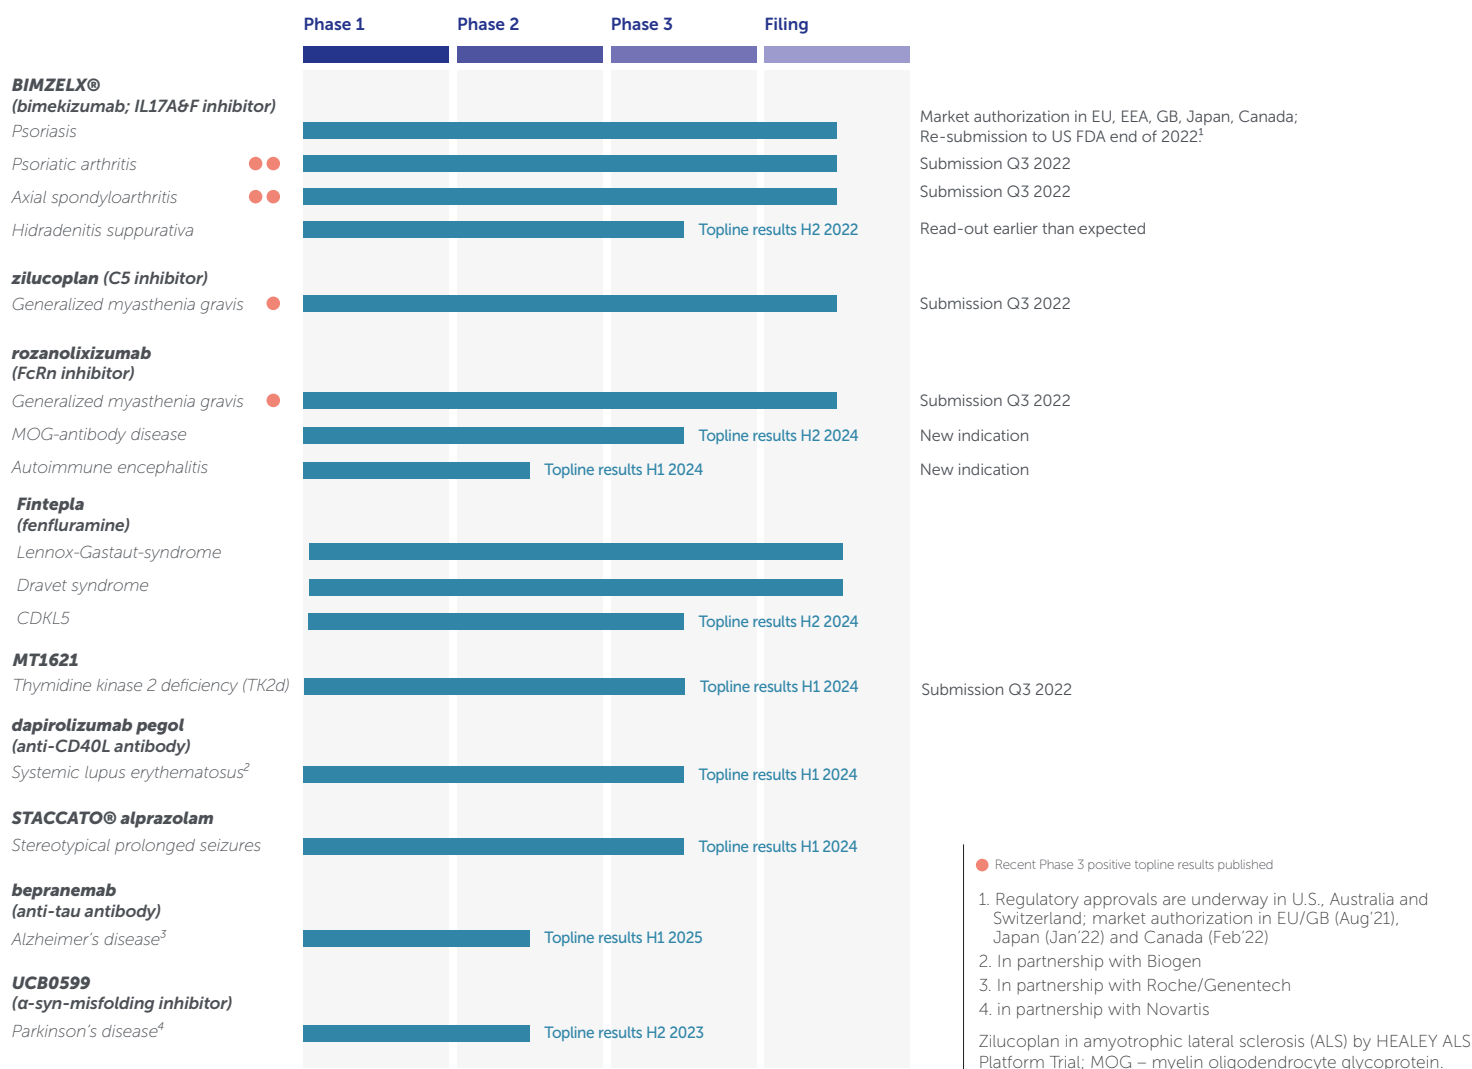 Phase 1 Phase 2 Phase 3 Filing
BIMZELX®
(bimekizumab; IL17A&F inhibitor)
Psoriasis
Market authorization in EU, EEA, GB, Japan, Canada;
Re-submission to US FDA end of 2022.1
Psoriatic arthritis Submission Q3 2022
Axial spondyloarthritis Submission Q3 2022
Hidradenitis suppurativa Topline results H2 2022 Read-out earlier than expected
zilucoplan (C5 inhibitor)
Generalized myasthenia gravis Submission Q3 2022
rozanolixizumab
(FcRn inhibitor)
Generalized myasthenia gravis Submission Q3 2022
MOG-antibody disease Topline results H2 2024 New indication
Autoimmune encephalitis Topline results H1 2024 New indication
Fintepla
(fenfluramine)
Lennox-Gastaut-syndrome
Dravet syndrome
CDKL5 Topline results H2 2024
MT1621
Thymidine kinase 2 deficiency (TK2d) Topline results H1 2024 Submission Q3 2022
dapirolizumab pegol
(anti-CD40L antibody)
Systemic lupus erythematosus2 Topline results H1 2024
STACCATO® alprazolam
Stereotypical prolonged seizures Topline results H1 2024
bepranemab
(anti-tau antibody)
Alzheimer's disease3 Topline results H1 2025
UCB0599
(α-syn-misfolding inhibitor)
Parkinson's disease4 Topline results H2 2023
Recent Phase 3 positive topline results published
1. Regulatory approvals are underway in U.S., Australia and
Switzerland; market authorization in EU/GB (Aug'21),
Japan (Jan'22) and Canada (Feb'22)
2. In partnership with Biogen
3. In partnership with Roche/Genentech
4. in partnership with Novartis
Zilucoplan in amyotrophic lateral sclerosis (ALS) by HEALEY ALS
Platform Trial; MOG – myelin oligodendrocyte glycoprotein.